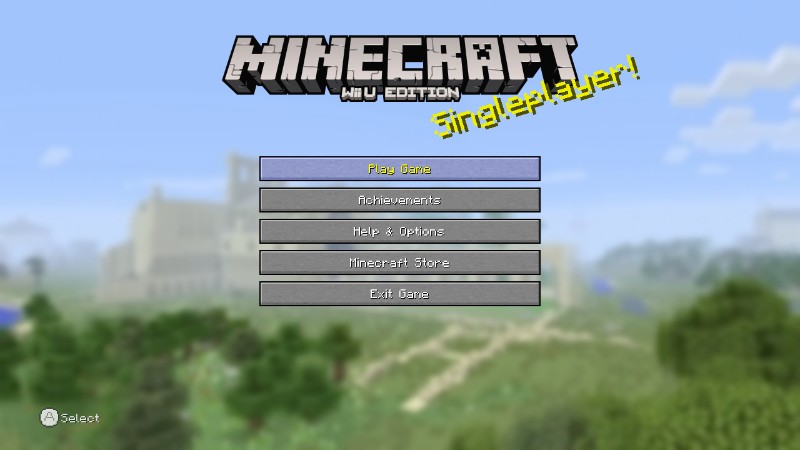 MINECRAFT
Wii U EDITION
Singleplayer!
Play Game
Achievements
Help & Options
Minecraft Store
Exit Game
A Select